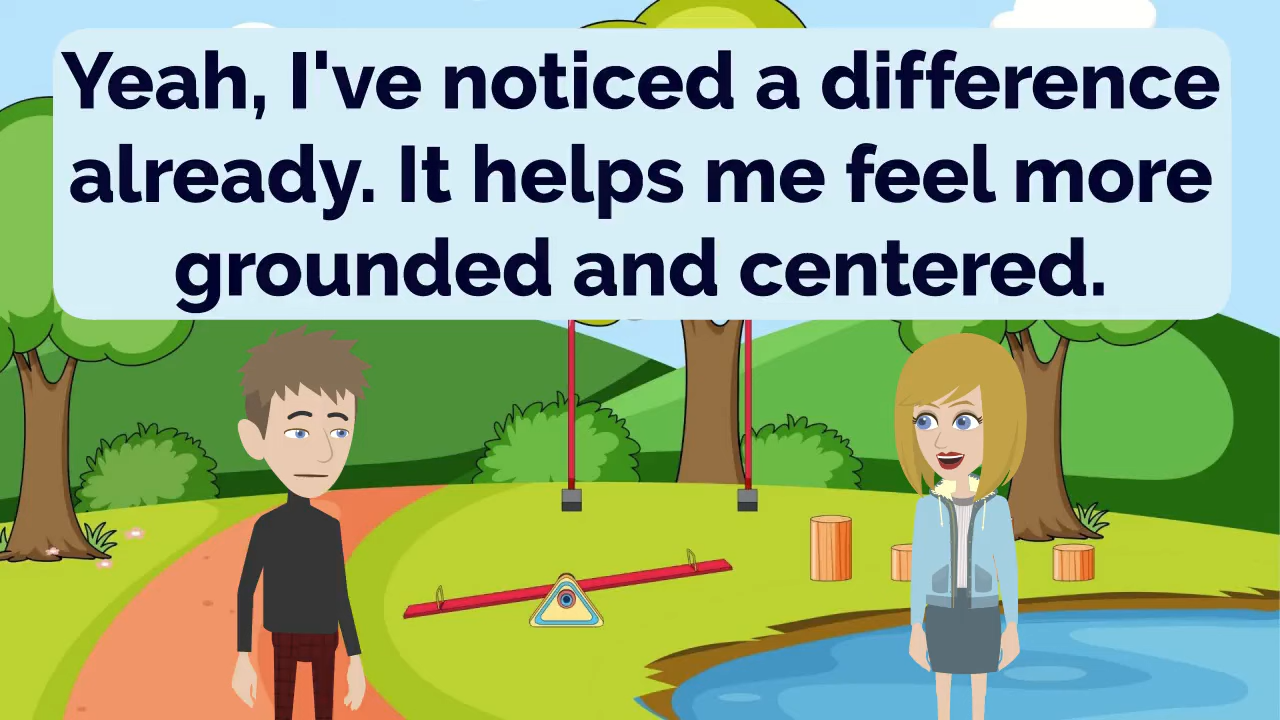 Yeah, I've noticed a difference
already. It helps me feel more
grounded and centered.